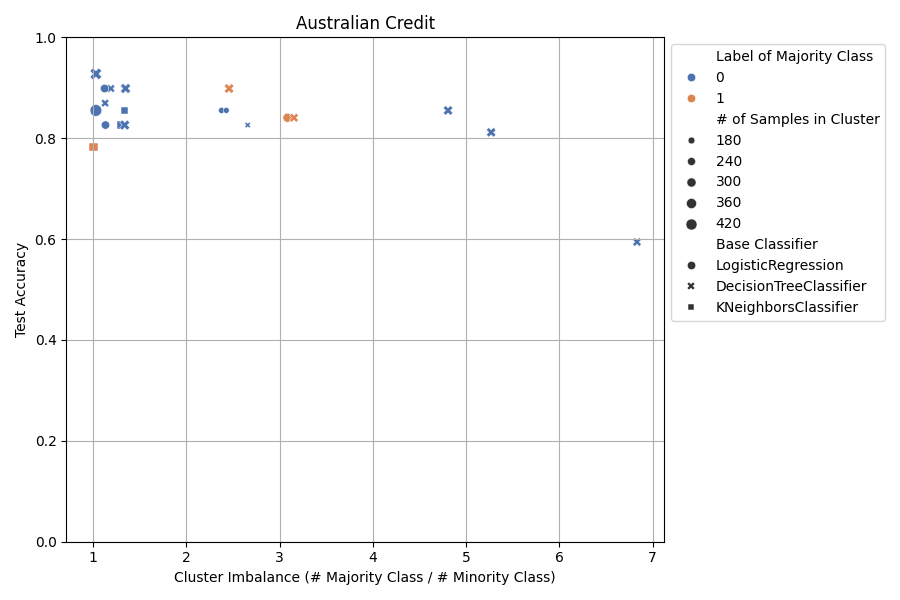 Australian Credit
1.0
0.8
0.6
0.4
0.2
0.0
Test Accuracy
1 2 3 4 5 6 7
Cluster Imbalance (# Majority Class / # Minority Class)
Label of Majority Class
0
1
# of Samples in Cluster
180
240
300
360
420
Base Classifier
LogisticRegression
DecisionTreeClassifier
KNeighborsClassifier